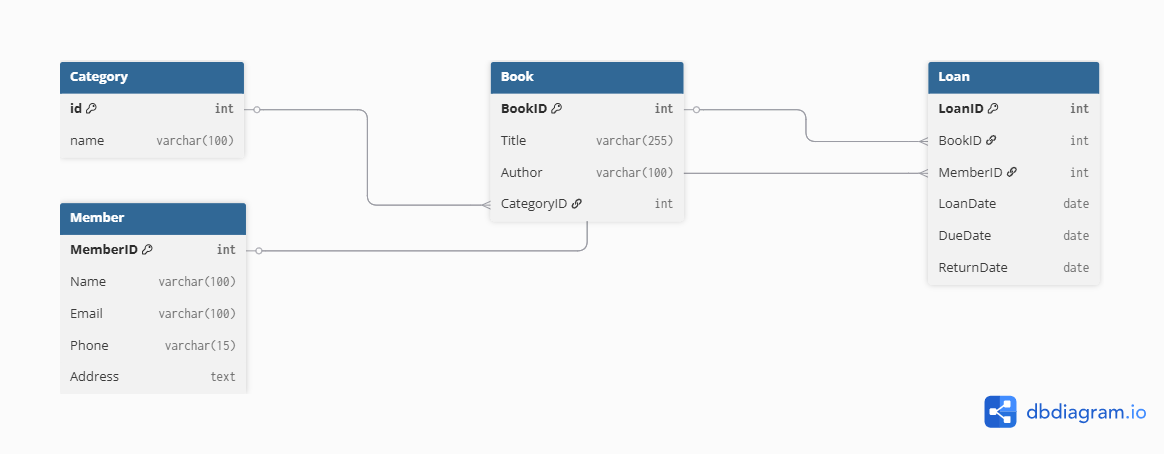 Category
id int
name varchar(100)
Member
MemberID int
Name varchar(100)
Email varchar(100)
Phone varchar(15)
Address text
Book
BookID int
Title varchar(255)
Author varchar(100)
CategoryID int
Loan
LoanID int
BookID int
MemberID int
LoanDate date
DueDate date
ReturnDate date
dbdiagram.io